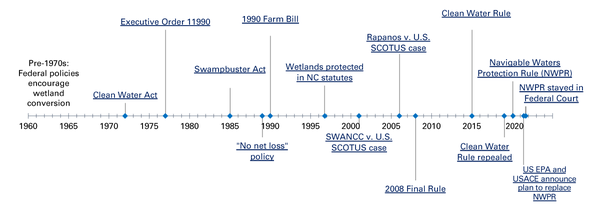 Clean Water Rule
1990 Farm Bill
Executive Order 11990
Rapanos v. U.S.
SCOTUS case
Pre-1970s:
Federal policies
encourage
wetland
conversion
Swampbuster Act
Wetlands protected
in NC statutes
Navigable Waters
Protection Rule (NWPR)
Clean Water Act
NWPR stayed in
Federal Court
1960
1965
1970
1975
1980
1985
1990
1995
2000
2005
2010
2015
2020
"No net loss"
policy
SWANCC v. U.S.
SCOTUS case
Clean Water
Rule repealed
2008 Final Rule
US EPA and
USACE announce
plan to replace
NWPR